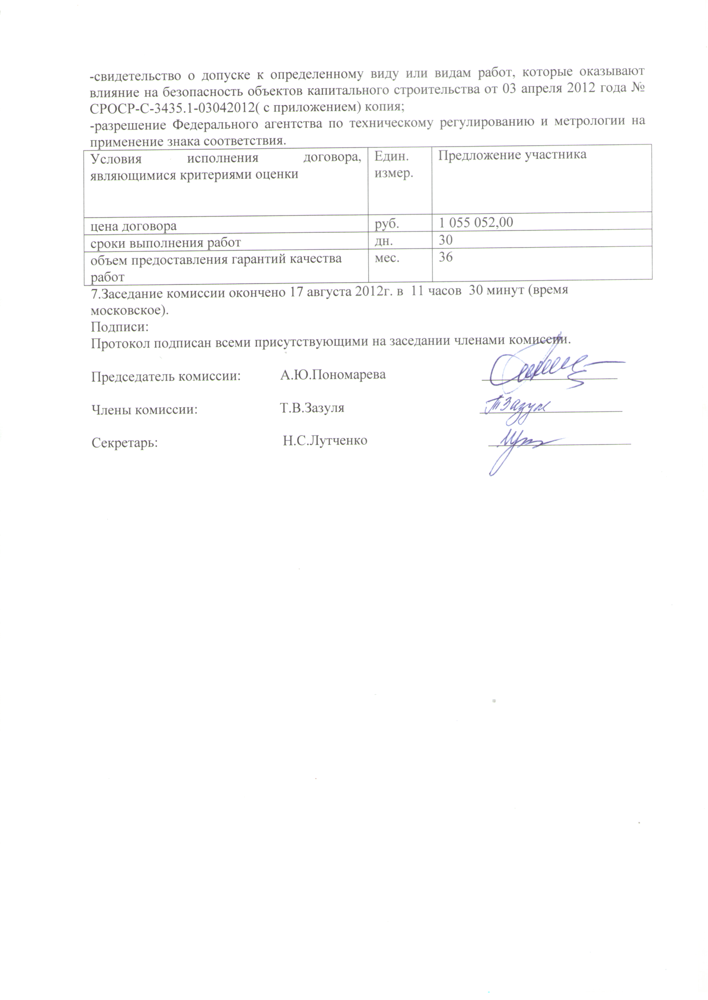 -свидетельство о допуске к определенному виду или видам работ, которые оказывают
влияние на безопасность объектов капитального строительства от 03 апреля 2012 года №
СРОСР-С-3435.1-03042012( с приложением) копия;
-разрешение Федерального агентства по техническому регулированию и метрологии на
применение знака соответствия.
Условия исполнения договора, Един. Предложение участника
являющимися критериями оценки измер.
цена договора руб. 1 055 052,00
сроки выполнения работ дн. 30
объем предоставления гарантий качества мес. 36
работ
7.Заседание комиссии окончено 17 августа 2012г. в 11 часов 30 минут (время
московское).
Подписи:
Протокол подписан всеми присутствующими на заседании членами комиссии.
Председатель комиссии: А.Ю.Пономарева
Члены комиссии: Т.В.Зазуля
Секретарь: Н.С.Лутченко